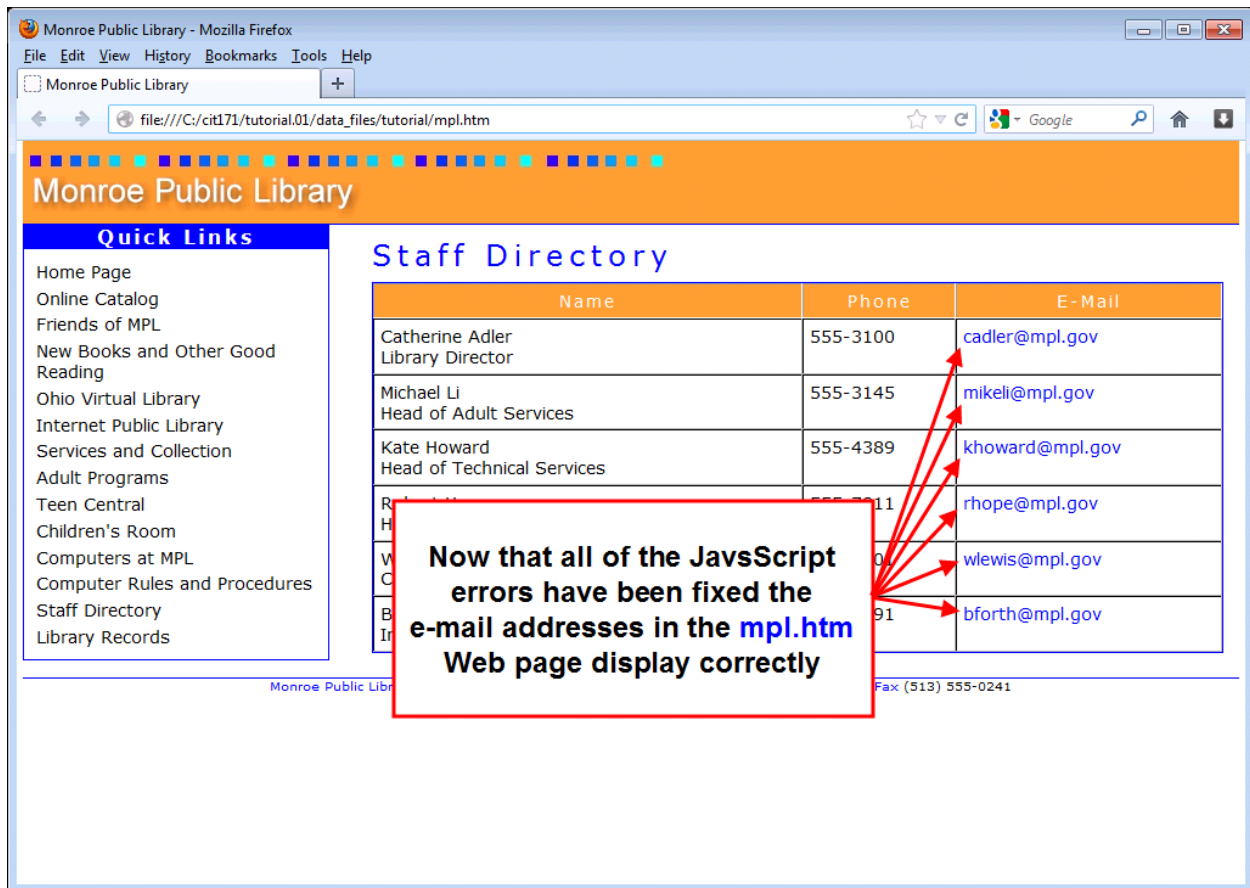 Monroe Public Library - Mozilla Firefox
File Edit View History Bookmarks Tools Help
Monroe Public Library +
file:///C:/cit171/tutorial.01/data_files/tutorial/mpl.htm
Google
Monroe Public Library
Quick Links
Home Page
Online Catalog
Friends of MPL
New Books and Other Good
Reading
Ohio Virtual Library
Internet Public Library
Services and Collection
Adult Programs
Teen Central
Children's Room
Computers at MPL
Computer Rules and Procedures
Staff Directory
Library Records
Staff Directory
Name Phone E-Mail
Catherine Adler 555-3100 cadler@mpl.gov
Library Director
Michael Li 555-3145 mikeli@mpl.gov
Head of Adult Services
Kate Howard 555-4389 khoward@mpl.gov
Head of Technical Services
rhope@mpl.gov
wlewis@mpl.gov
bforth@mpl.gov
Now that all of the JavsScript
errors have been fixed the
e-mail addresses in the mpl.htm
Web page display correctly
Monroe Public Fax (513) 555-0241